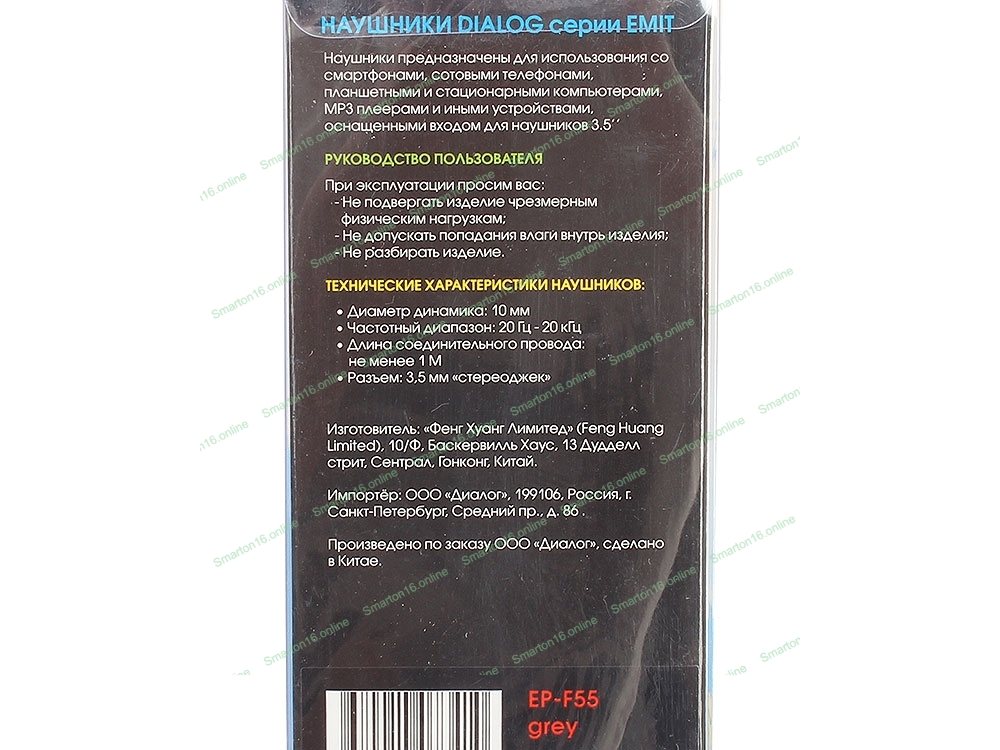 НАУШНИКИ DIALOG серии EMIT
Наушники предназначены для использования со
смартфонами, сотовыми телефонами,
планшетными и стационарными компьютерами,
MP3 плеерами и иными устройствами,
оснащенными входом для наушников 3.5´´
РУКОВОДСТВО ПОЛЬЗОВАТЕЛЯ
При эксплуатации просим вас:
- Не подвергать изделие чрезмерным
физическим нагрузкам;
- Не допускать попадания влаги внутрь изделия;
- Не разбирать изделие.
ТЕХНИЧЕСКИЕ ХАРАКТЕРИСТИКИ НАУШНИКОВ:
• Диаметр динамика: 10 мм
• Частотный диапазон: 20 Гц - 20 кГц
• Длина соединительного провода:
не менее 1 М
• Разъем: 3,5 мм «стереоджек»
Изготовитель: «Фенг Хуанг Лимитед» (Feng Huang
Limited), 10/Ф, Баскервилль Хаус, 13 Дудделл
стрит, Сентрал, Гонконг, Китай.
Импортёр: ООО «Диалог», 199106, Россия, г.
Санкт-Петербург, Средний пр., д. 86 .
Произведено по заказу ООО «Диалог», сделано
в Китае.
EP-F55
grey
Smarton16.online